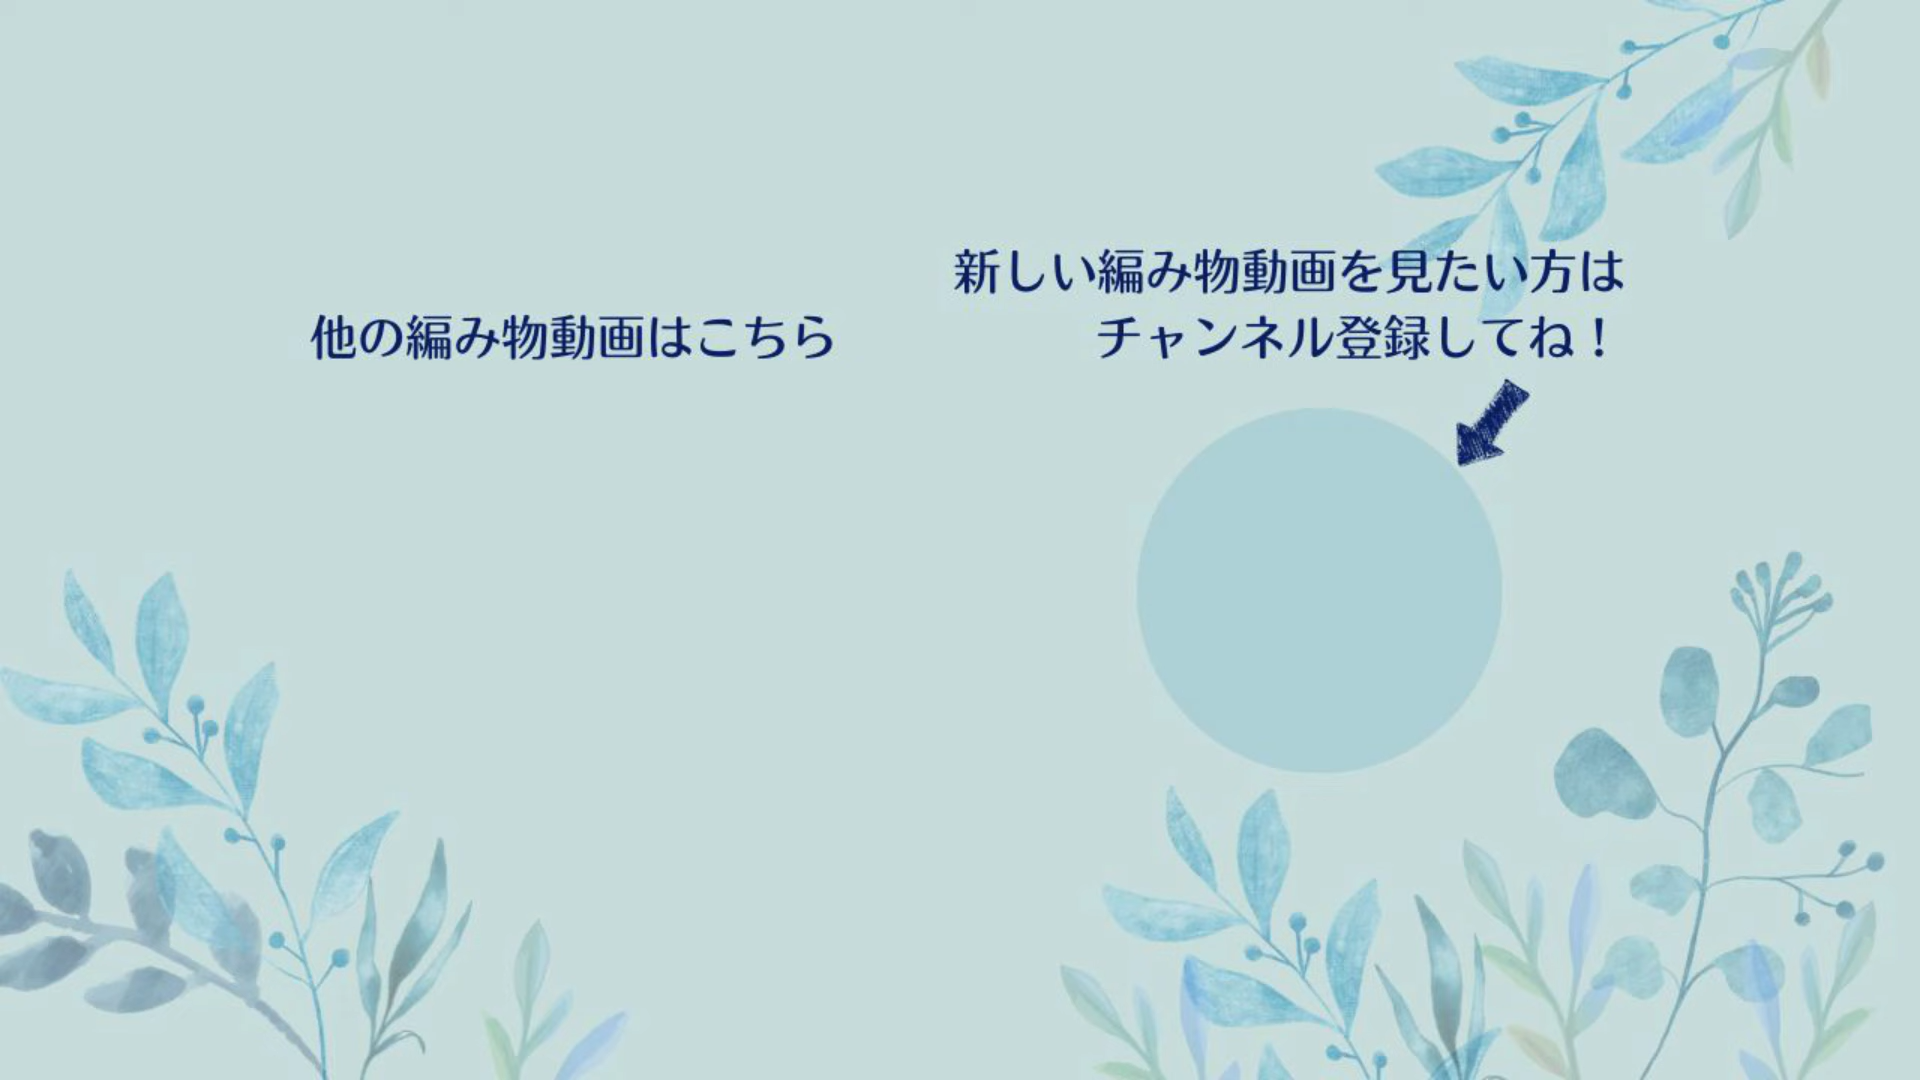 他の編み物動画はこちら
新しい編み物動画を見たい方は
チャンネル登録してね！